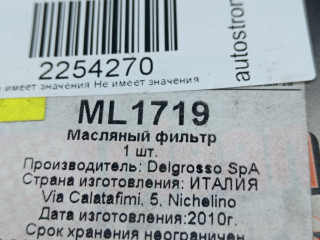 autostron
2254270
Не имеет значения Не имеет значения
ML1719
Масляный фильтр
1 шт.
Производитель: Delgrosso SpA
Страна изготовления: ИТАЛИЯ
Via Calatafimi, 5, Nichelino
Дата изготовления:2010г.
Срок хранения неограничен